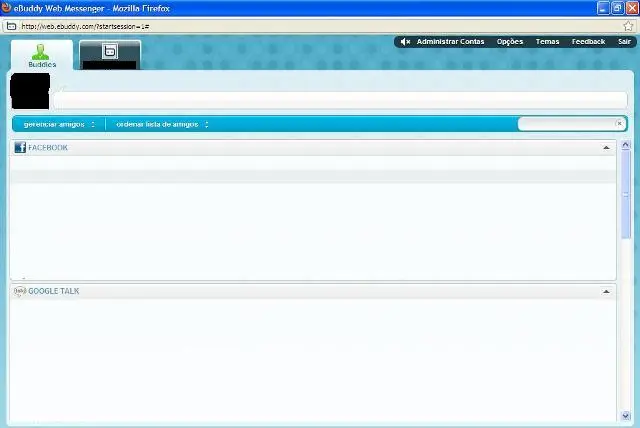 eBuddy Web Messenger - Mozilla Firefox
http://web.ebuddy.com/?startsession=1#
Buddies
Administrar Contas Opções Temas Feedback Sair
gerenciar amigos ordenar lista de amigos
FACEBOOK
GOOGLE TALK